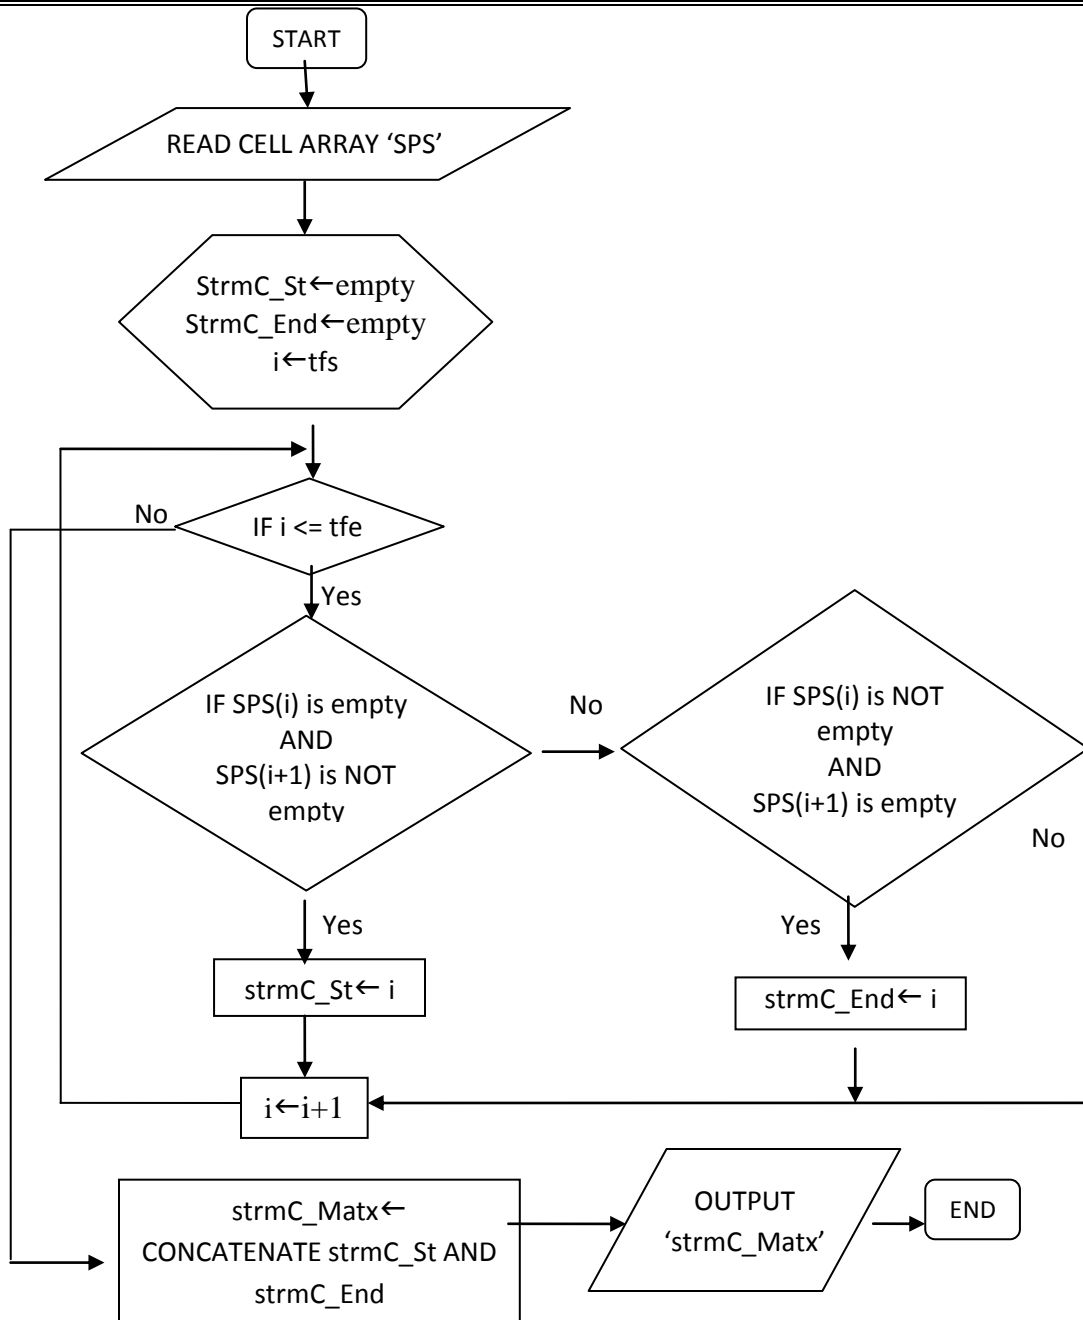 START
READ CELL ARRAY ‘SPS’
StrmC_St←empty
StrmC_End←empty
i←tfs
No
IF i <= tfe
Yes
IF SPS(i) is empty
AND
SPS(i+1) is NOT
empty
No
IF SPS(i) is NOT
empty
AND
SPS(i+1) is empty
No
Yes
Yes
strmC_St← i
strmC_End← i
i←i+1
strmC_Matx←
CONCATENATE strmC_St AND
strmC_End
OUTPUT
‘strmC_Matx’
END